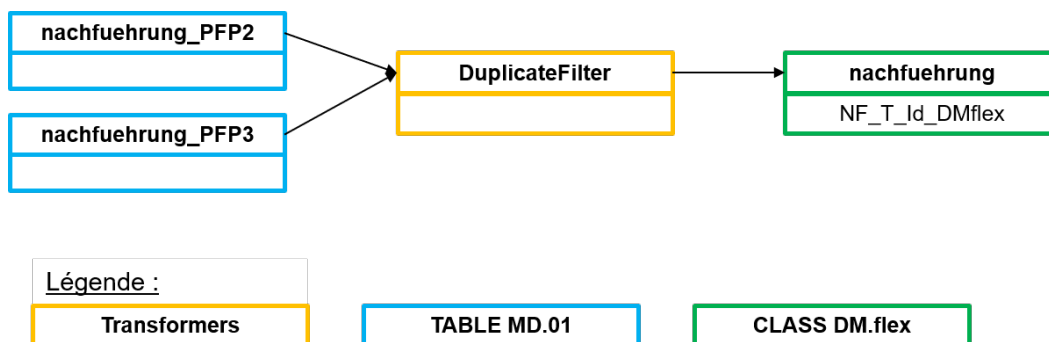 nachfuehrung_PFP2
DuplicateFilter
nachfuehrung
NF_T_Id_DMflex
nachfuehrung_PFP3
Légende :
Transformers
TABLE MD.01
CLASS DM.flex